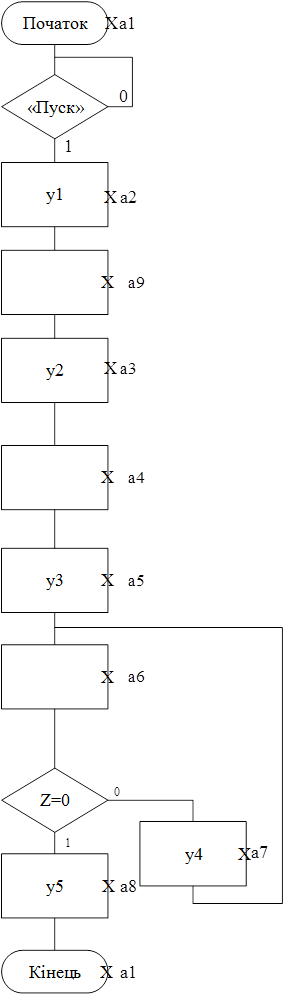 Початок Xa1
«Пуск» 0
1
y1 X a2
X a9
y2 X a3
X a4
y3 X a5
X a6
Z=0 0
1
y4 Xa7
y5 X a8
Кінець X a1